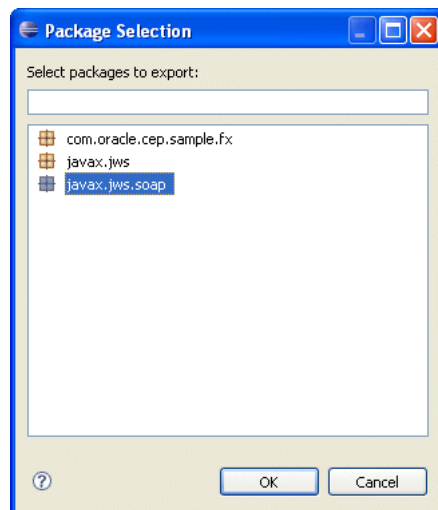 Package Selection
Select packages to export:
com.oracle.cep.sample.fx
javax.jws
javax.jws.soap
?
OK
Cancel